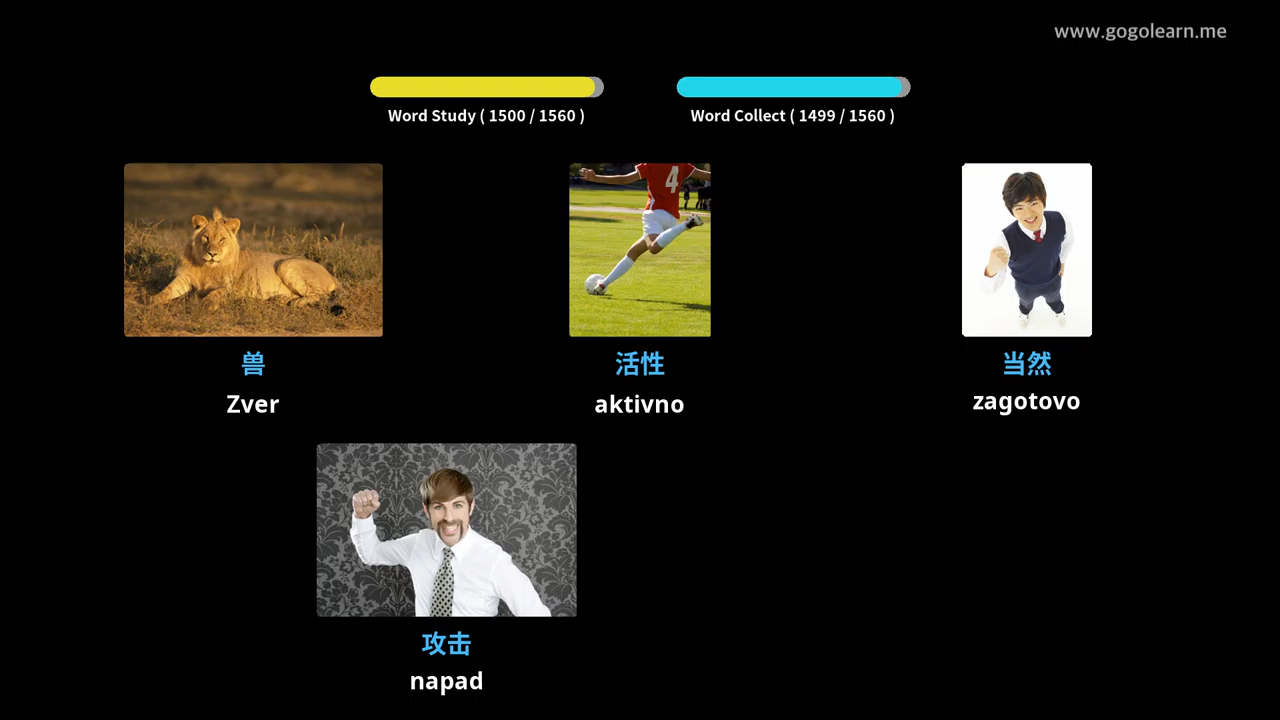 www.gogolearn.me
Word Study ( 1500 / 1560 )
Word Collect ( 1499 / 1560 )
4
兽
Zver
活性
aktivno
当然
zagotovo
攻击
napad